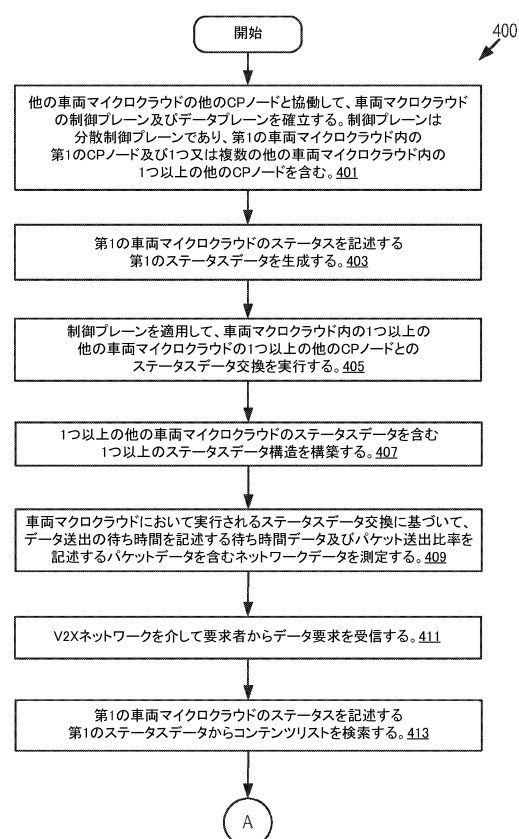 開始
400
他の車両マイクロクラウドの他のCPノードと協働して、車両マクロクラウド
の制御プレーン及びデータプレーンを確立する。制御プレーンは
分散制御プレーンであり、第1の車両マイクロクラウド内の
第1のCPノード及び1つ又は複数の他の車両マイクロクラウド内の
1つ以上の他のCPノードを含む。401
第1の車両マイクロクラウドのステータスを記述する
第1のステータスデータを生成する。403
制御プレーンを適用して、車両マクロクラウド内の1つ以上の
他の車両マイクロクラウドの1つ以上の他のCPノードとの
ステータスデータ交換を実行する。405
1つ以上の他の車両マイクロクラウドのステータスデータを含む
1つ以上のステータスデータ構造を構築する。407
車両マクロクラウドにおいて実行されるステータスデータ交換に基づいて、
データ送出の待ち時間を記述する待ち時間データ及びパケット送出比率を
記述するパケットデータを含むネットワークデータを測定する。409
V2Xネットワークを介して要求者からデータ要求を受信する。411
第1の車両マイクロクラウドのステータスを記述する
第1のステータスデータからコンテンツリストを検索する。413
A